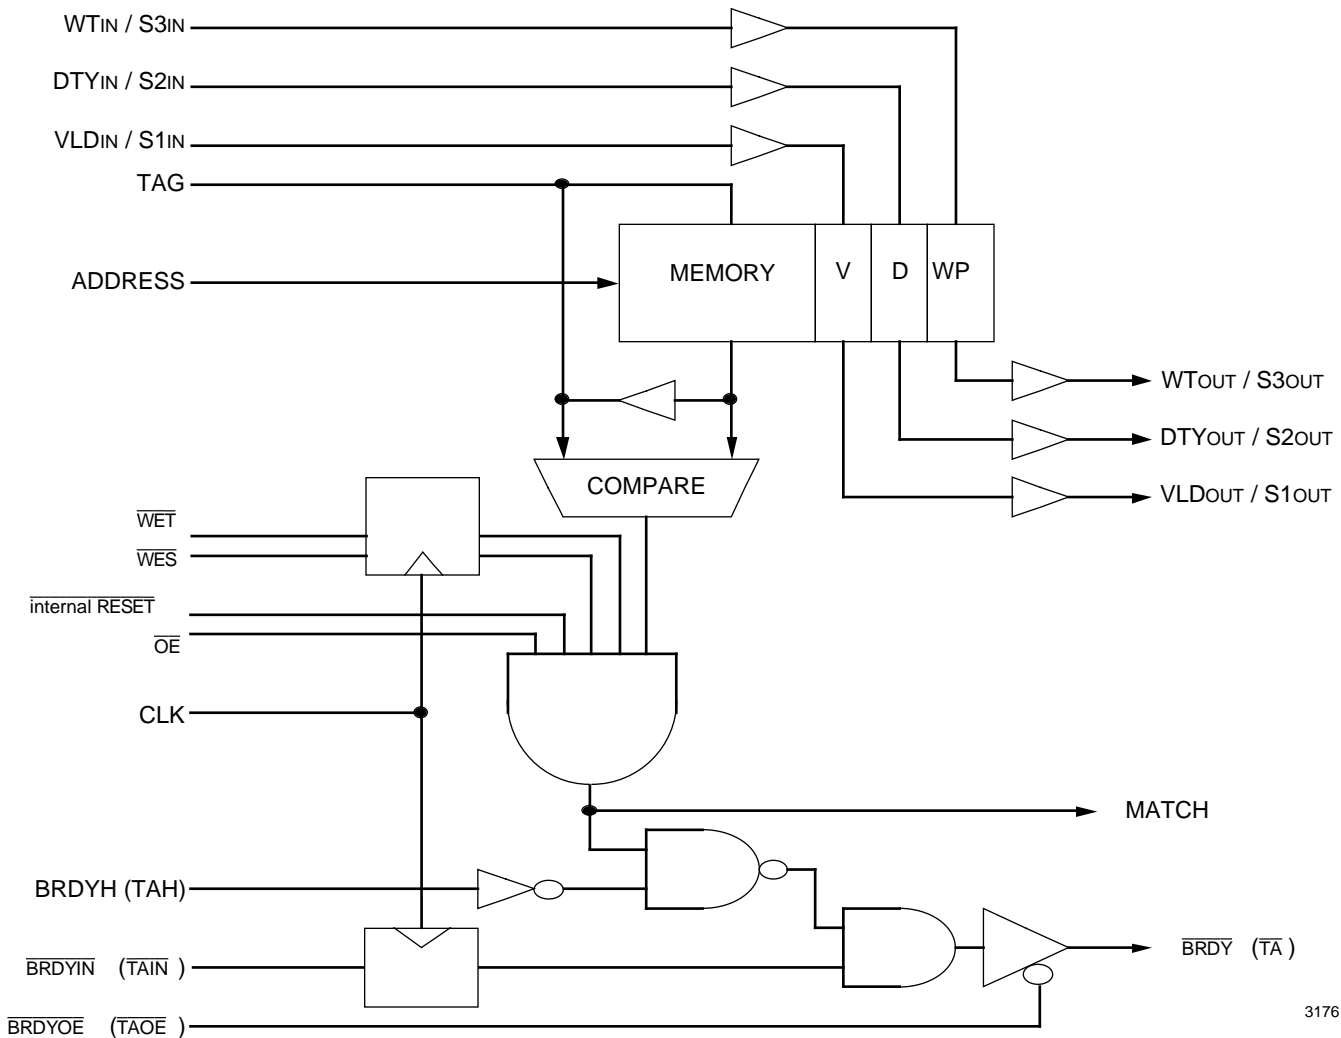 WTIN / S3IN
DTYIN / S2IN
VLDIN / S1IN
TAG
ADDRESS
MEMORY
V
D
WP
WTOUT / S3OUT
DTYOUT / S2OUT
VLDOUT / S1OUT
COMPARE
WET
WES
internal RESET
OE
CLK
MATCH
BRDYH (TAH)
BRDYIN (TAIN )
BRDY (TA )
BRDYOE (TAOE )
3176